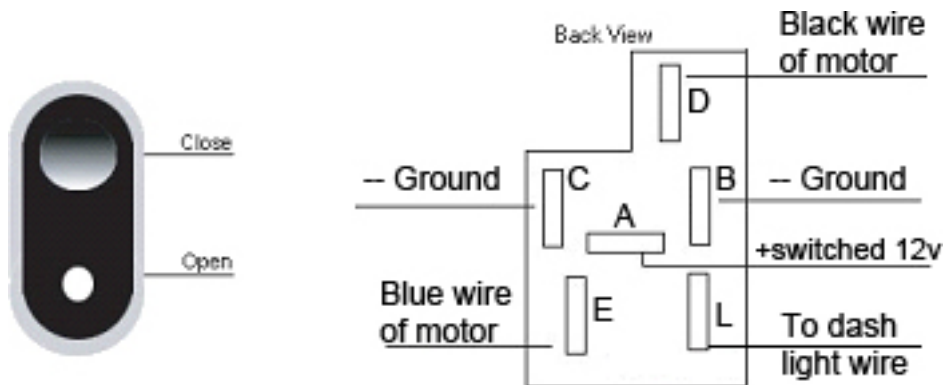 Close
Open
Back View
Black wire
of motor
D
-- Ground
C
B
-- Ground
A
+switched 12v
Blue wire
of motor
E
L
To dash
light wire